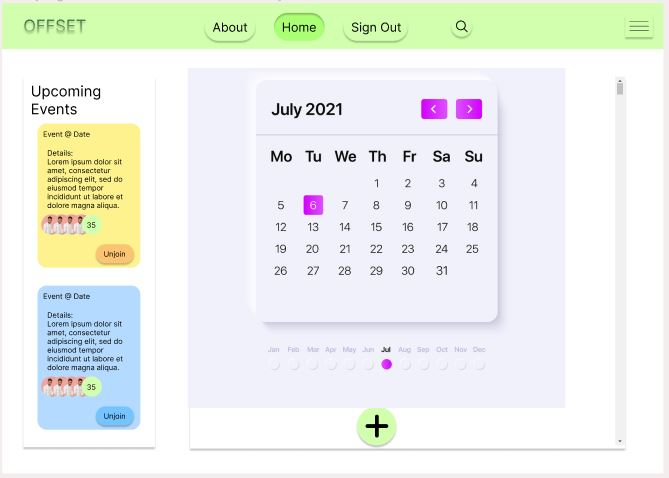 OFFSET
About Home Sign Out
Upcoming
Events
Event @ Date
Details:
Lorem ipsum dolor sit
amet, consectetur
adipiscing elit, sed do
eiusmod tempor
incididunt ut labore et
dolore magna aliqua.
35
Unjoin
Event @ Date
Details:
Lorem ipsum dolor sit
amet, consectetur
adipiscing elit, sed do
eiusmod tempor
incididunt ut labore et
dolore magna aliqua.
35
Unjoin
July 2021
Mo Tu We Th Fr Sa Su
1 2 3 4
5 6 7 8 9 10 11
12 13 14 15 16 17 18
19 20 21 22 23 24 25
26 27 28 29 30 31
Jan Feb Mar Apr May Jun Jul Aug Sep Oct Nov Dec